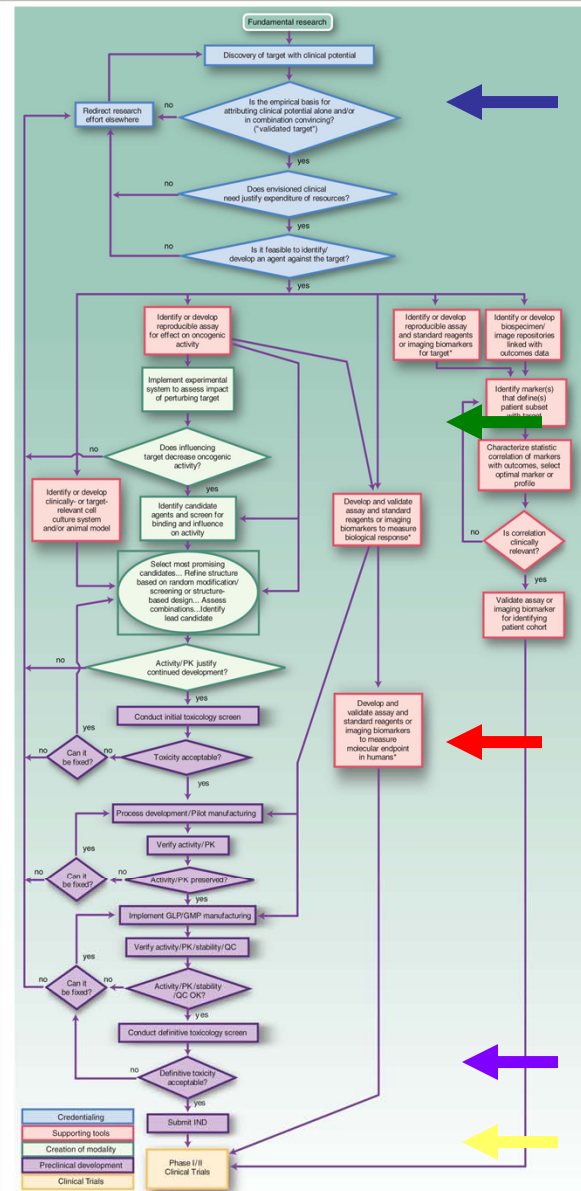 Fundamental research
Discovery of target with clinical potential
Is the empirical basis for
attributing clinical potential alone and/or
in combination convincing?
("validated target")
no
Redirect research
effort elsewhere
yes
Does envisioned clinical
need justify expenditure of resources?
no
yes
Is it feasible to identify/
develop an agent against the target?
no
yes
Identify or develop
reproducible assay
for effect on oncogenic
activity
Identify or develop
reproducible assay
and standard reagents
or imaging biomarkers
for target*
Identify or develop
biospecimen/
image repositories
linked with
outcomes data
Implement experimental
system to assess impact
of perturbing target
Identify marker(s)
that define(s)
patient subset
with target
Does influencing
target decrease oncogenic
activity?
no
yes
Characterize statistic
correlation of markers
with outcomes, select
optimal marker or
profile
Identify or develop
clinically- or target-
relevant cell
culture system
and/or animal model
Identify candidate
agents and screen for
binding and influence
on activity
Develop and validate
assay and standard
reagents or imaging
biomarkers to measure
biological response*
Is correlation
clinically
relevant?
no
yes
Select most promising
candidates... Refine structure
based on random modification/
screening or structure-
based design... Assess
combinations...Identify
lead candidate
Validate assay or
imaging biomarker
for identifying
patient cohort
Activity/PK justify
continued development?
no
yes
Conduct initial toxicology screen
Develop and
validate assay and
standard reagents or
imaging biomarkers
to measure
molecular endpoint
in humans*
Toxicity acceptable?
no
Can it
be fixed?
yes
no
yes
Process development/Pilot manufacturing
Verify activity/PK
Activity/PK preserved?
no
Can it
be fixed?
yes
no
yes
Implement GLP/GMP manufacturing
Verify activity/PK/stability/QC
Activity/PK/stability
/QC OK?
no
Can it
be fixed?
yes
no
yes
Conduct definitive toxicology screen
Definitive toxicity
acceptable?
no
yes
Submit IND
Phase I/II
Clinical Trials
Credentialing
Supporting tools
Creation of modality
Preclinical development
Clinical Trials